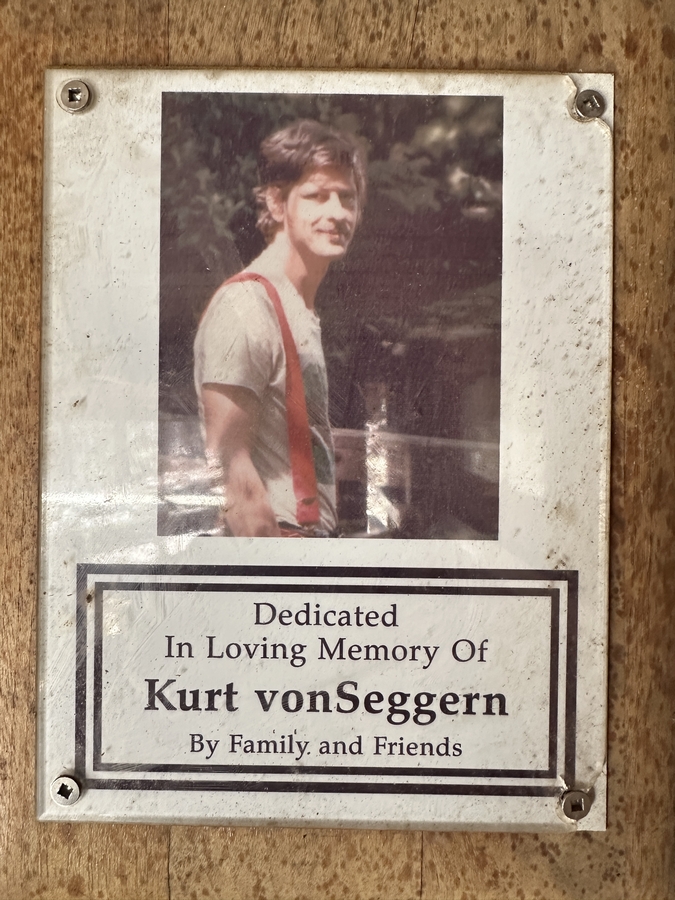 Dedicated
In Loving Memory Of
Kurt vonSeggern
By Family and Friends